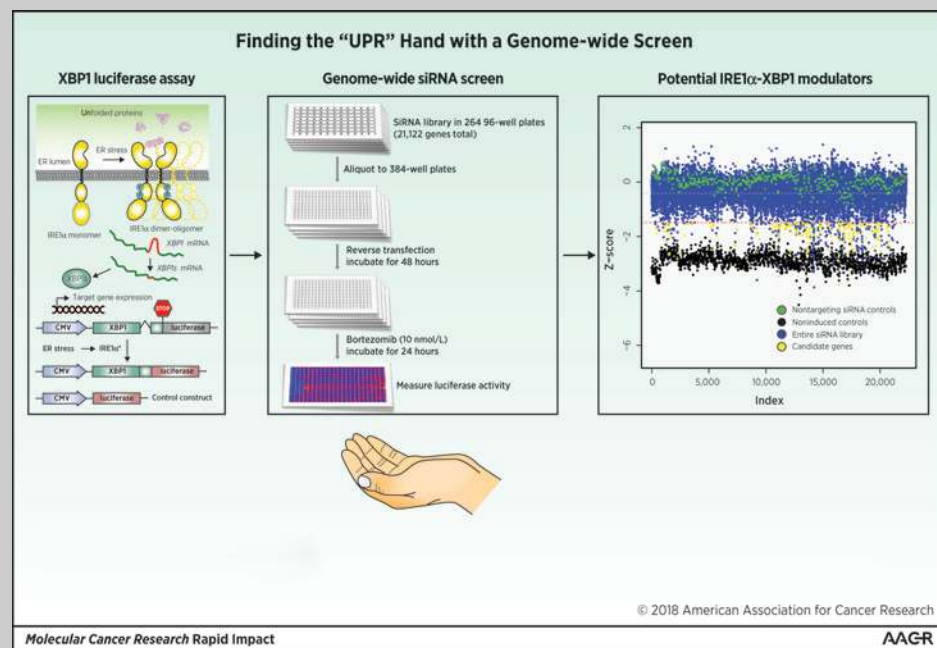 Finding the “UPR” Hand with a Genome-wide Screen
XBP1 luciferase assay
Unfolded proteins
ER stress
ER lumen
IRE1α monomer
IRE1α dimer-oligomer
mRNA
mRNA
Target gene expression
STOP
CMV
XBP1
luciferase
ER stress
IRE1α*
CMV
XBP1
luciferase
CMV
luciferase
Control construct
Genome-wide siRNA screen
SiRNA library in 264 96-well plates
(21,122 genes total)
Aliquot to 384-well plates
Reverse transfection
incubate for 48 hours
Bortezomib (10 nmol/L)
incubate for 24 hours
Measure luciferase activity
Potential IRE1α-XBP1 modulators
Z-score
2
0
−2
−4
−6
Nontargeting siRNA controls
Noninduced controls
Entire siRNA library
Candidate genes
0
5,000
10,000
15,000
20,000
Index
© 2018 American Association for Cancer Research
Molecular Cancer Research Rapid Impact
AACR